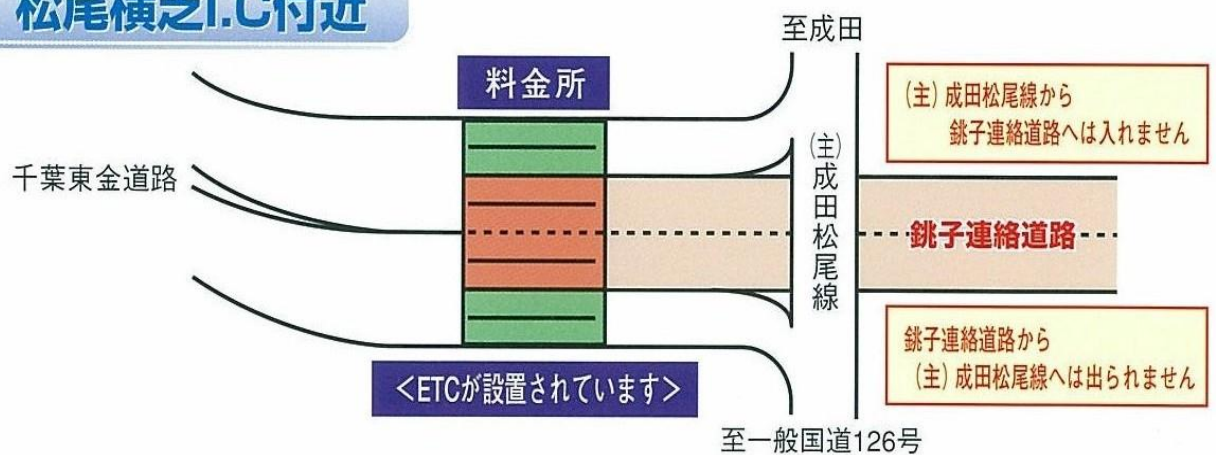 松尾横芝I.C付近
至成田
料金所
(主)成田松尾線から
銚子連絡道路へは入れません
千葉東金道路
(主)成田松尾線
銚子連絡道路
銚子連絡道路から
(主)成田松尾線へは出られません
<ETCが設置されています>
至一般国道126号